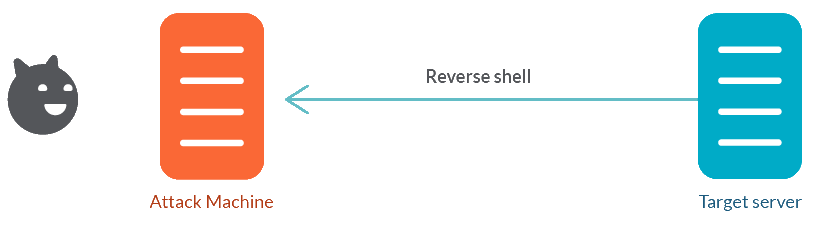 Reverse shell
Attack Machine
Target server